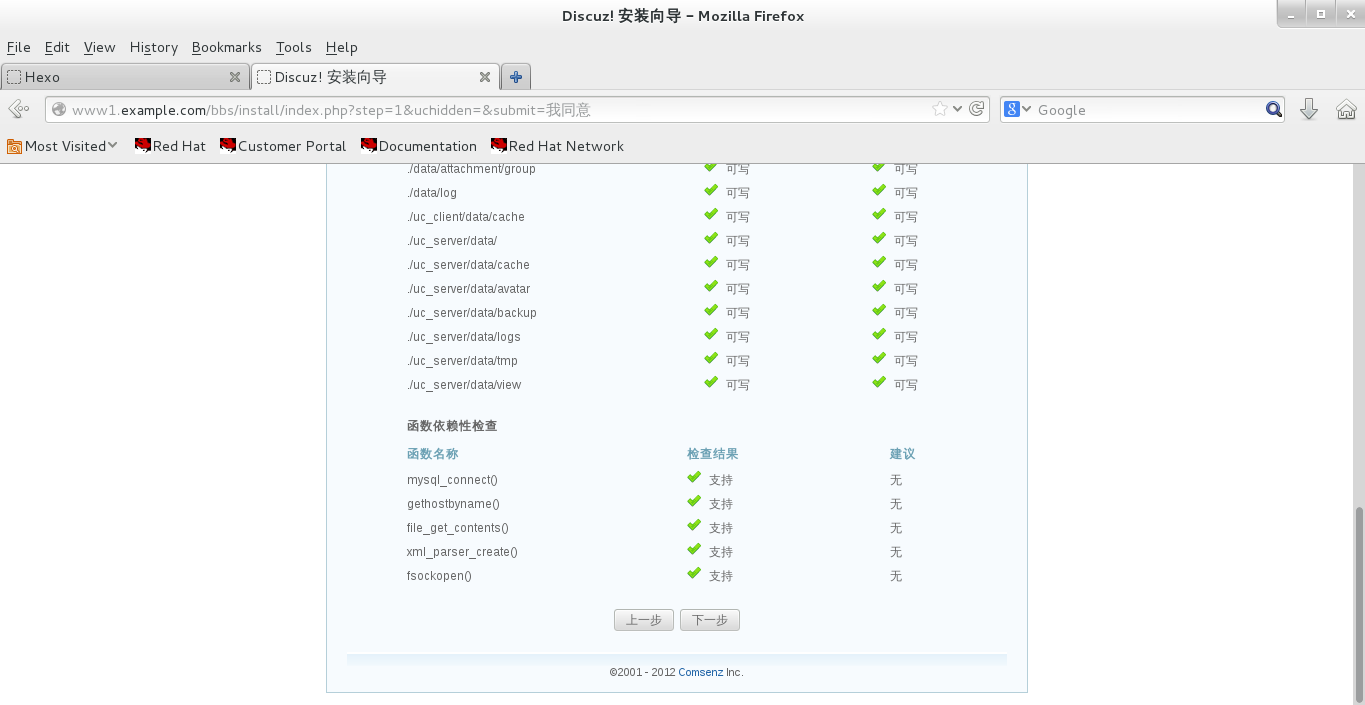 Discuz! 安装向导 - Mozilla Firefox
File Edit View History Bookmarks Tools Help
Hexo
Discuz! 安装向导
www1.example.com/bbs/install/index.php?step=1&uchidden=&submit=我同意
Google
Most Visited Red Hat Customer Portal Documentation Red Hat Network
./data/attachment/group 可写 可写
./data/log 可写 可写
./uc_client/data/cache 可写 可写
./uc_server/data/ 可写 可写
./uc_server/data/cache 可写 可写
./uc_server/data/avatar 可写 可写
./uc_server/data/backup 可写 可写
./uc_server/data/logs 可写 可写
./uc_server/data/tmp 可写 可写
./uc_server/data/view 可写 可写
函数依赖性检查
函数名称 检查结果 建议
mysql_connect() 支持 无
gethostbyname() 支持 无
file_get_contents() 支持 无
xml_parser_create() 支持 无
fsockopen() 支持 无
上一步 下一步
©2001 - 2012 Comsenz Inc.